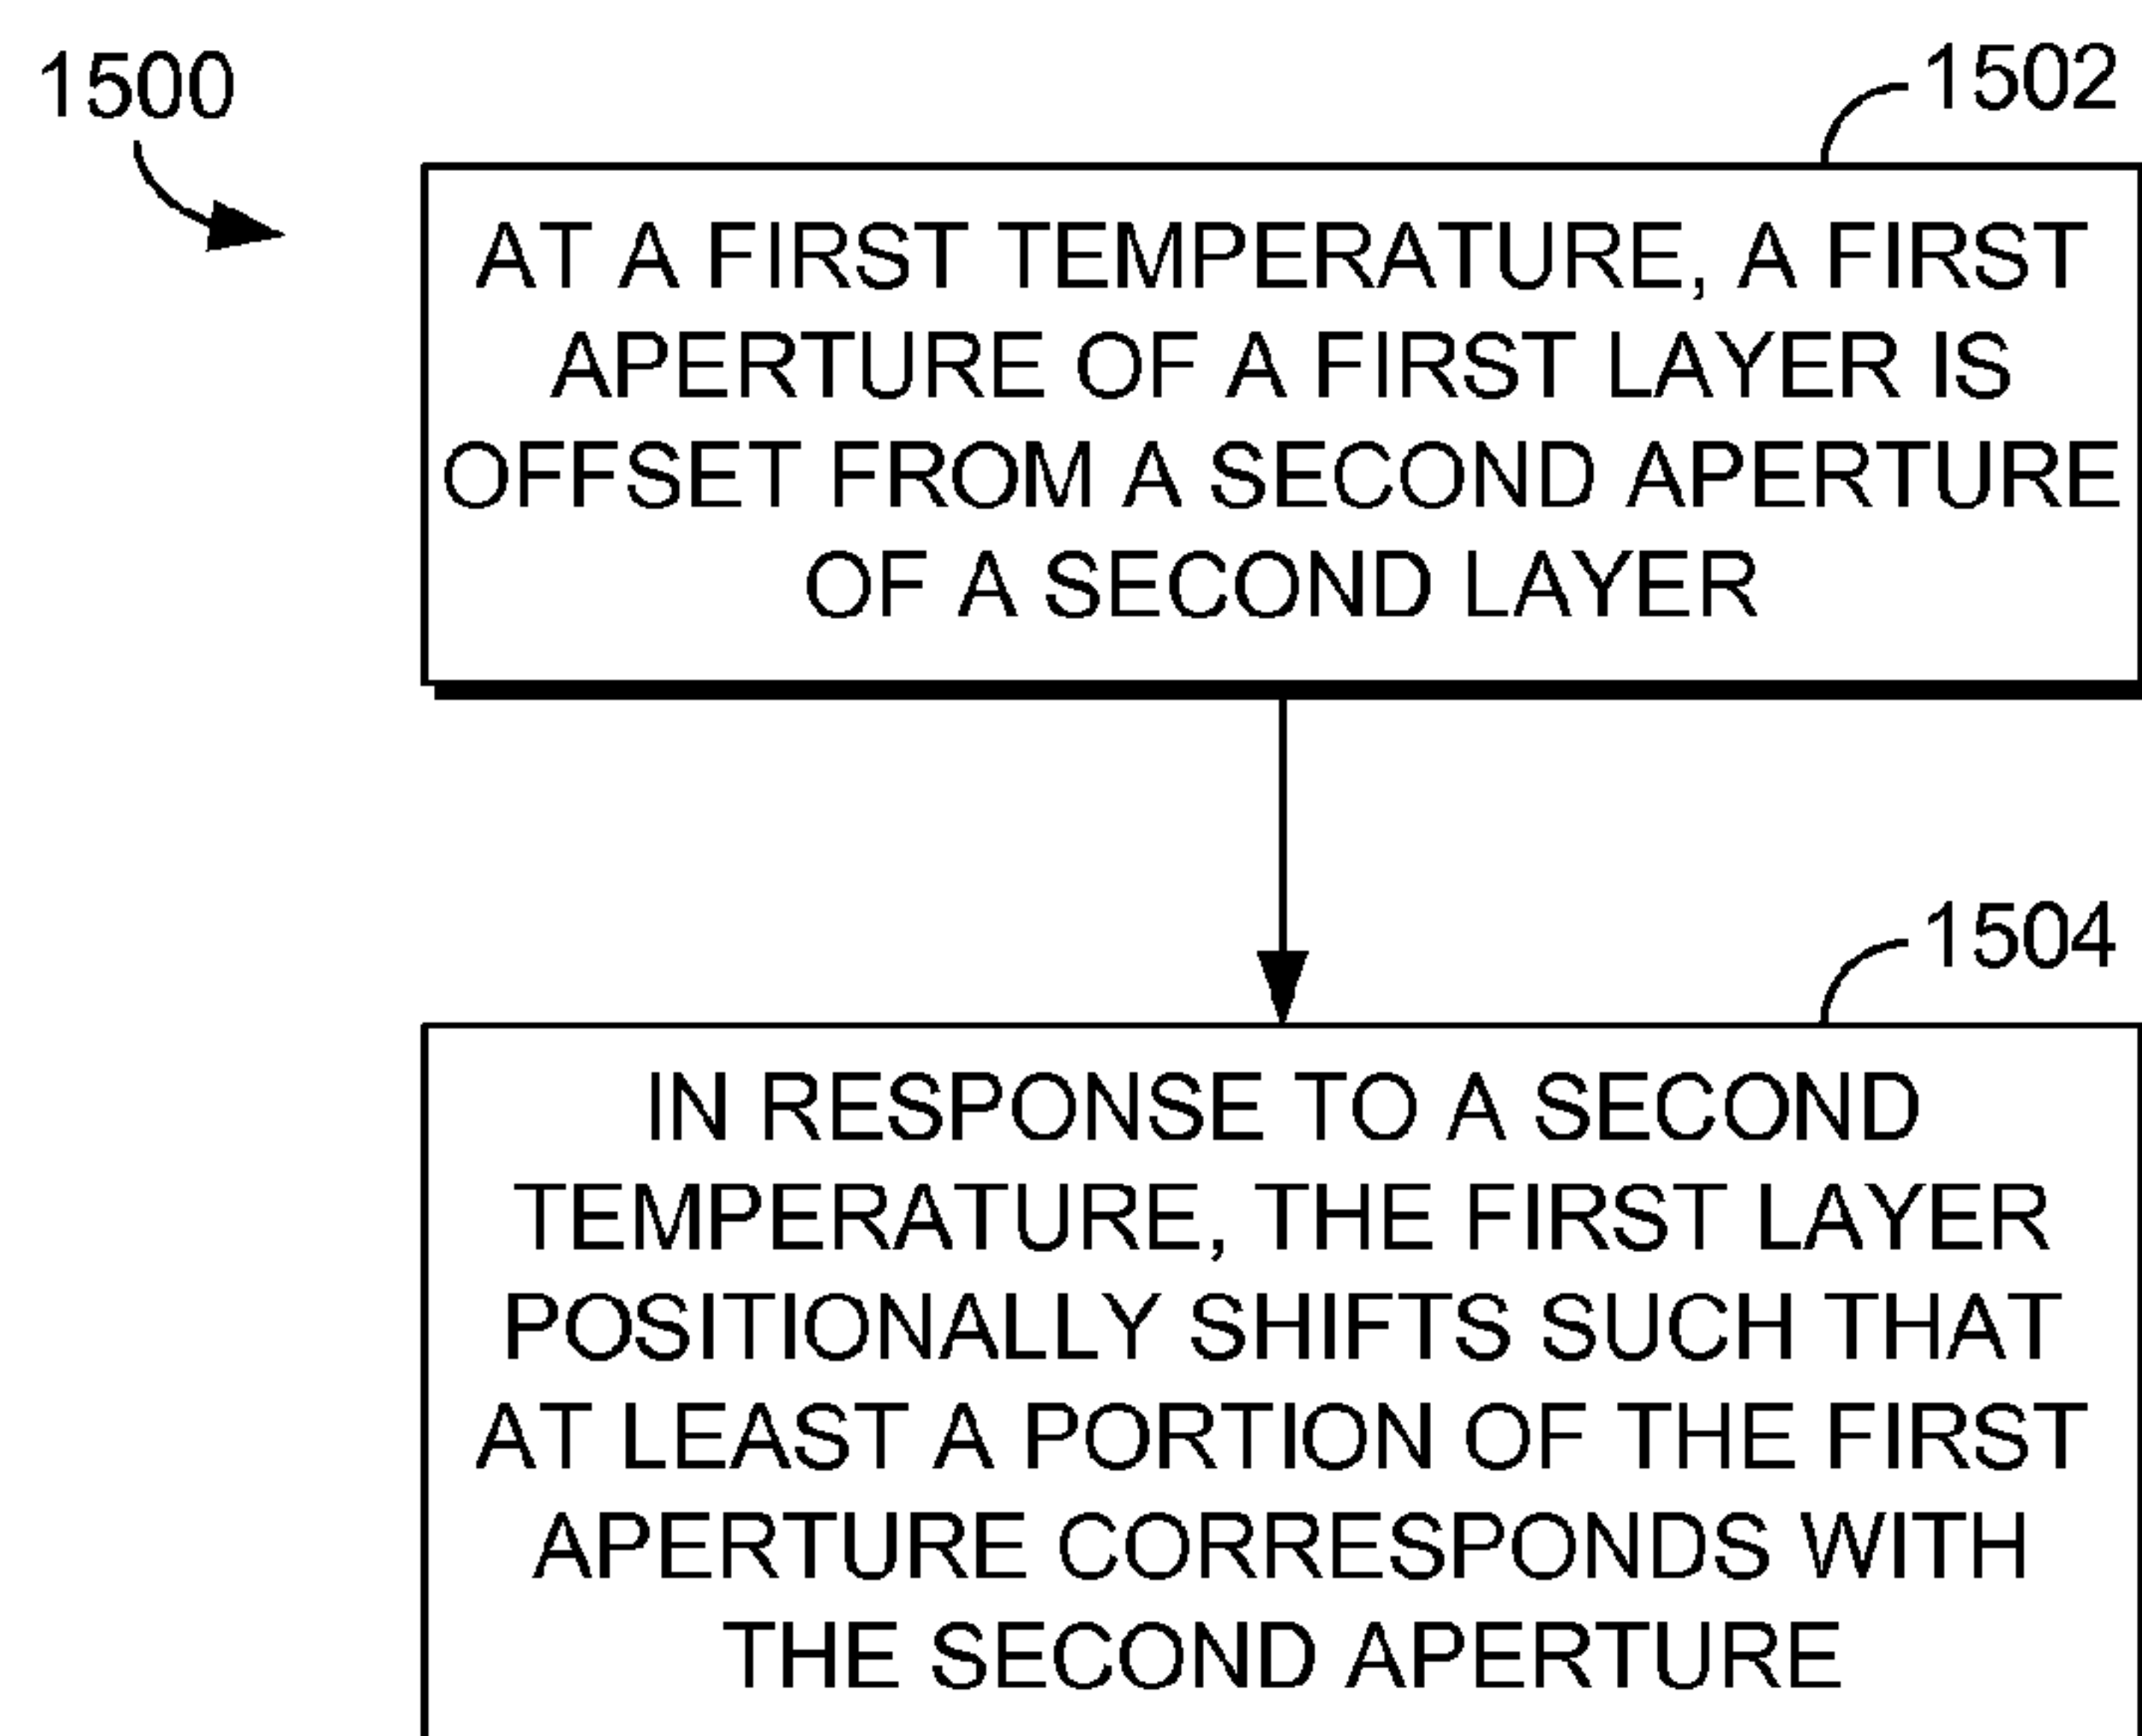 1500
1502
AT A FIRST TEMPERATURE, A FIRST
APERTURE OF A FIRST LAYER IS
OFFSET FROM A SECOND APERTURE
OF A SECOND LAYER
1504
IN RESPONSE TO A SECOND
TEMPERATURE, THE FIRST LAYER
POSITIONALLY SHIFTS SUCH THAT
AT LEAST A PORTION OF THE FIRST
APERTURE CORRESPONDS WITH
THE SECOND APERTURE